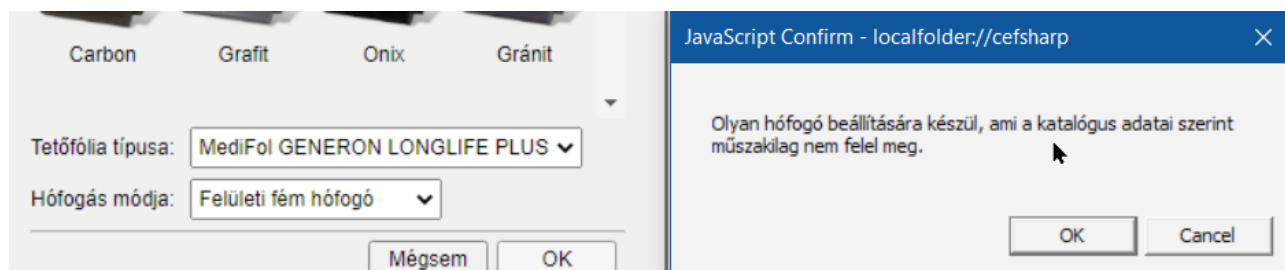 Carbon Grafit Onix Gránit
Tetőfólia típusa: MediFol GENERON LONGLIFE PLUS
Hófogás módja: Felületi fém hófogó
Mégsem OK
JavaScript Confirm - localfolder://cefsharp
Olyan hófogó beállítására készül, ami a katalógus adatai szerint
műszakilag nem felel meg.
OK Cancel